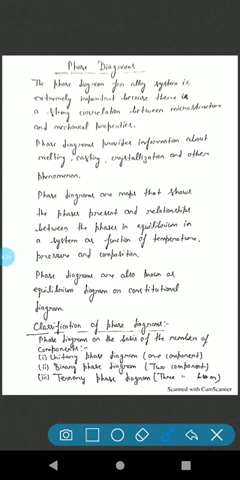 Phase Diagrams
The phase diagram for alloy system is
extremely important because there is
a strong correlation between microstructure
and mechanical properties.
Phase diagrams provides information about
melting, casting, crystallization and other
phenomenon.
Phase diagrams are maps that shows
the phases present and relationships
between the phases in equilibrium in
a system as function of temperature,
pressure and composition.
Phase diagrams are also known as
equilibrium diagram or constitutional
diagram
Classification of phase diagrams:-
Phase diagram on the basis of the number of
Components:-
(i) Unitary phase diagram (one component)
(ii) Binary phase diagram (Two component)
(iii) Ternary phase diagram (Three "
Scanned with CamScanner